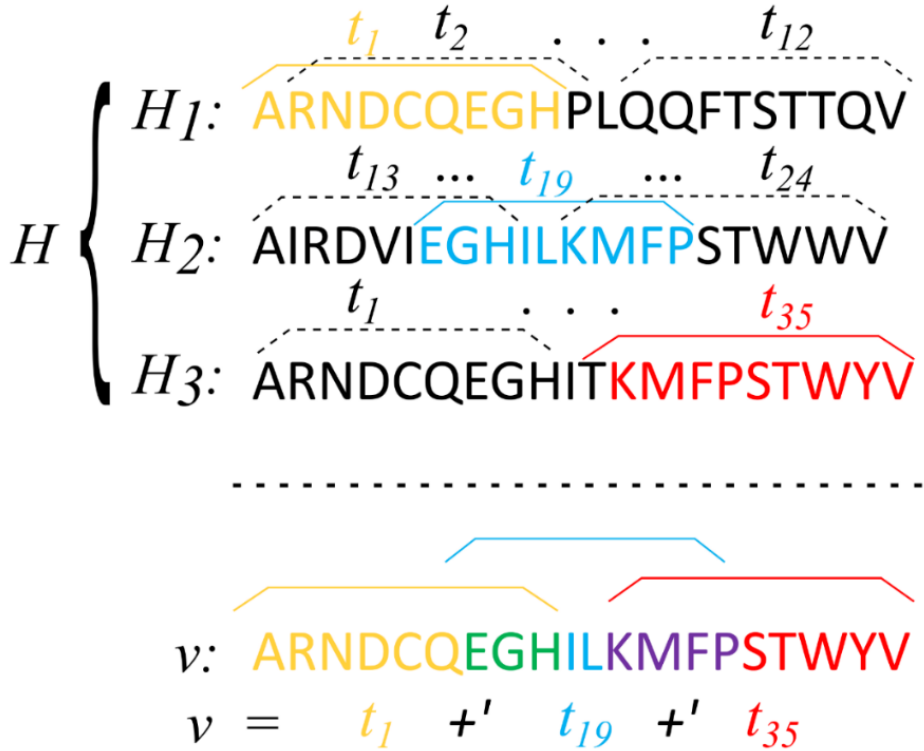 t1 t2 . . . t12
H1: ARNDCQEGHPLQQFTSTTQV
t13 ... t19 ... t24
H { H2: AIRDVIEGHILKMFPSTWWV
t1 . . . t35
H3: ARNDCQEGHITKMFPSTWYV
v: ARNDCQEGHILKMFPSTWYV
v = t1 +' t19 +' t35